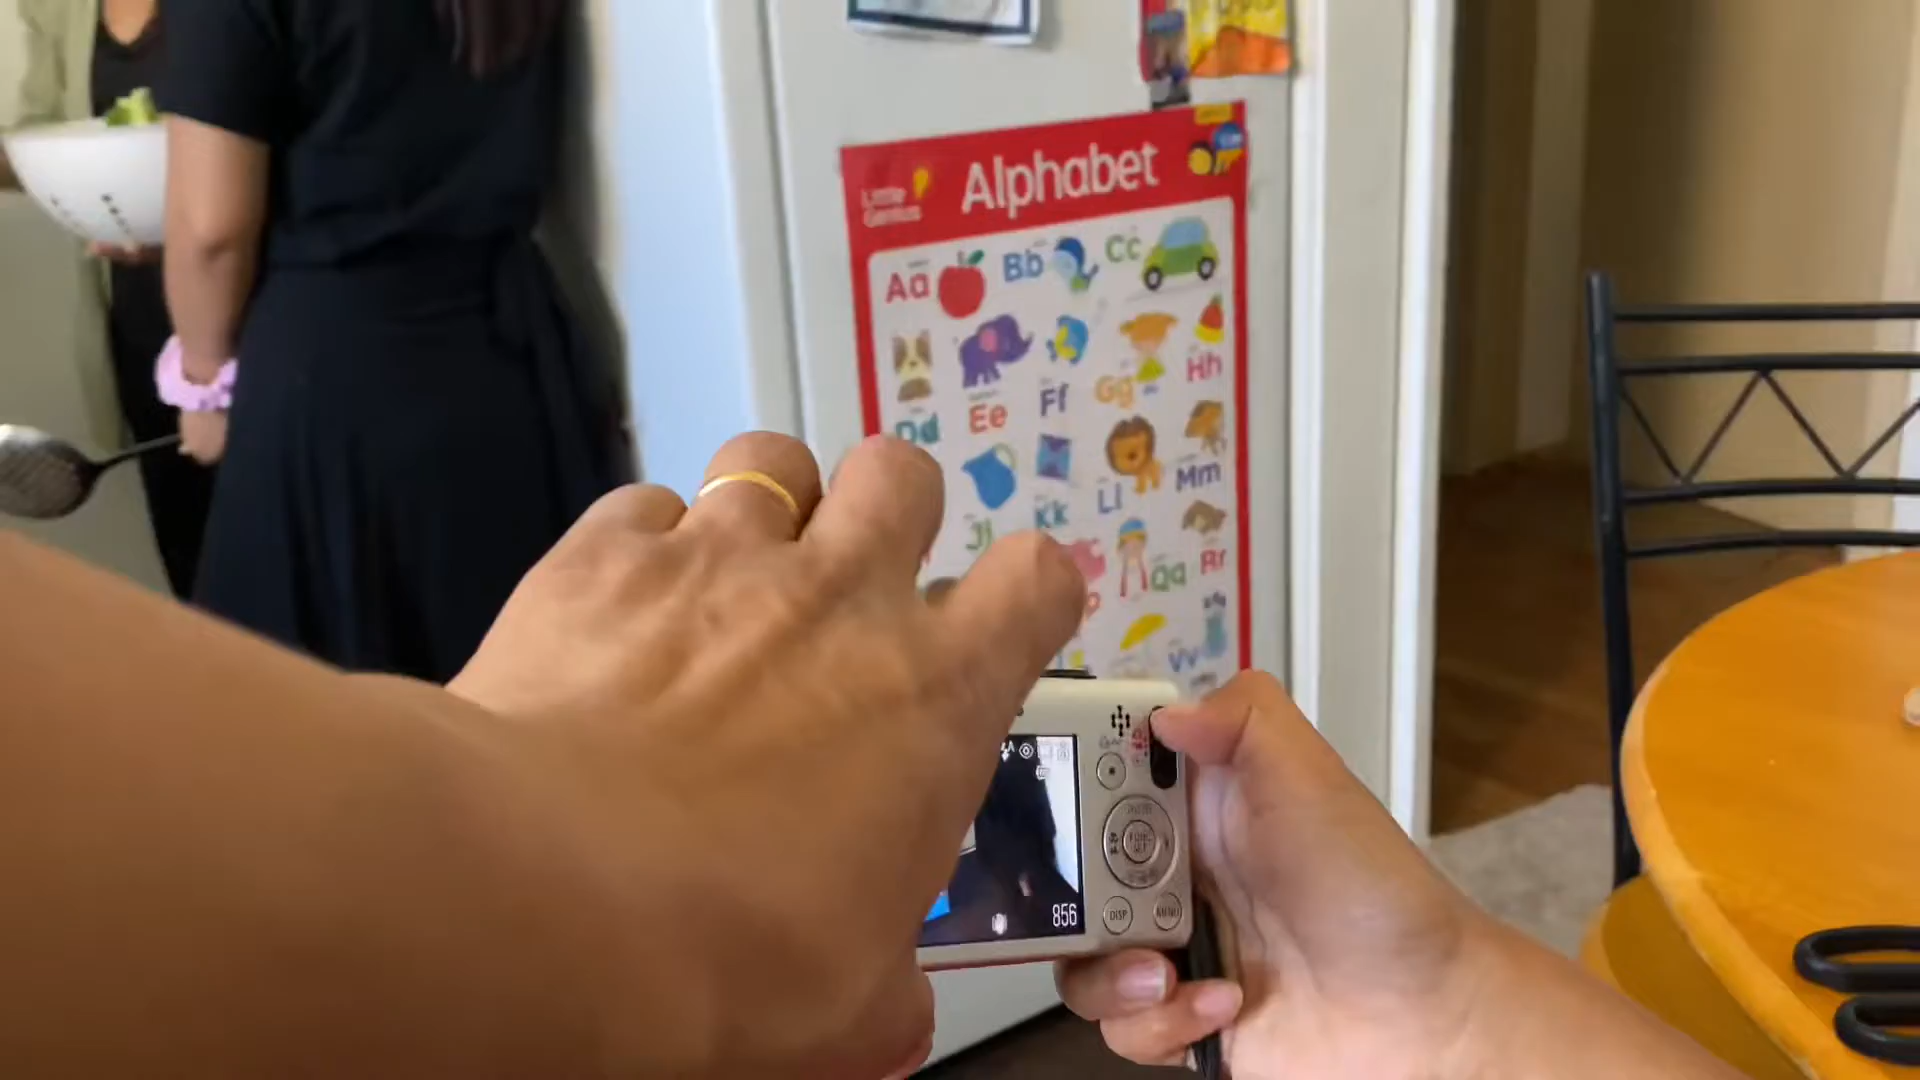 Alphabet
Little
Genius
Aa
Bb
Cc
Dd
Ee
Ff
Gg
Hh
Jj
Kk
Ll
Mm
Qq
Rr
Vv
856
DISP
MENU